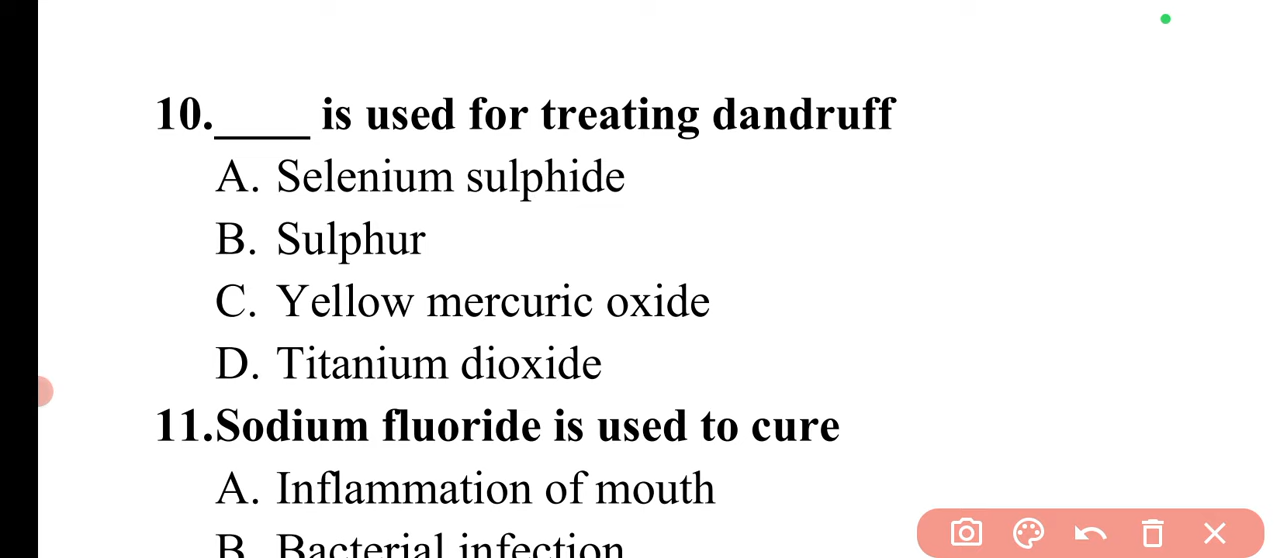 10.____ is used for treating dandruff
A. Selenium sulphide
B. Sulphur
C. Yellow mercuric oxide
D. Titanium dioxide
11.Sodium fluoride is used to cure
A. Inflammation of mouth
B. Bacterial infection